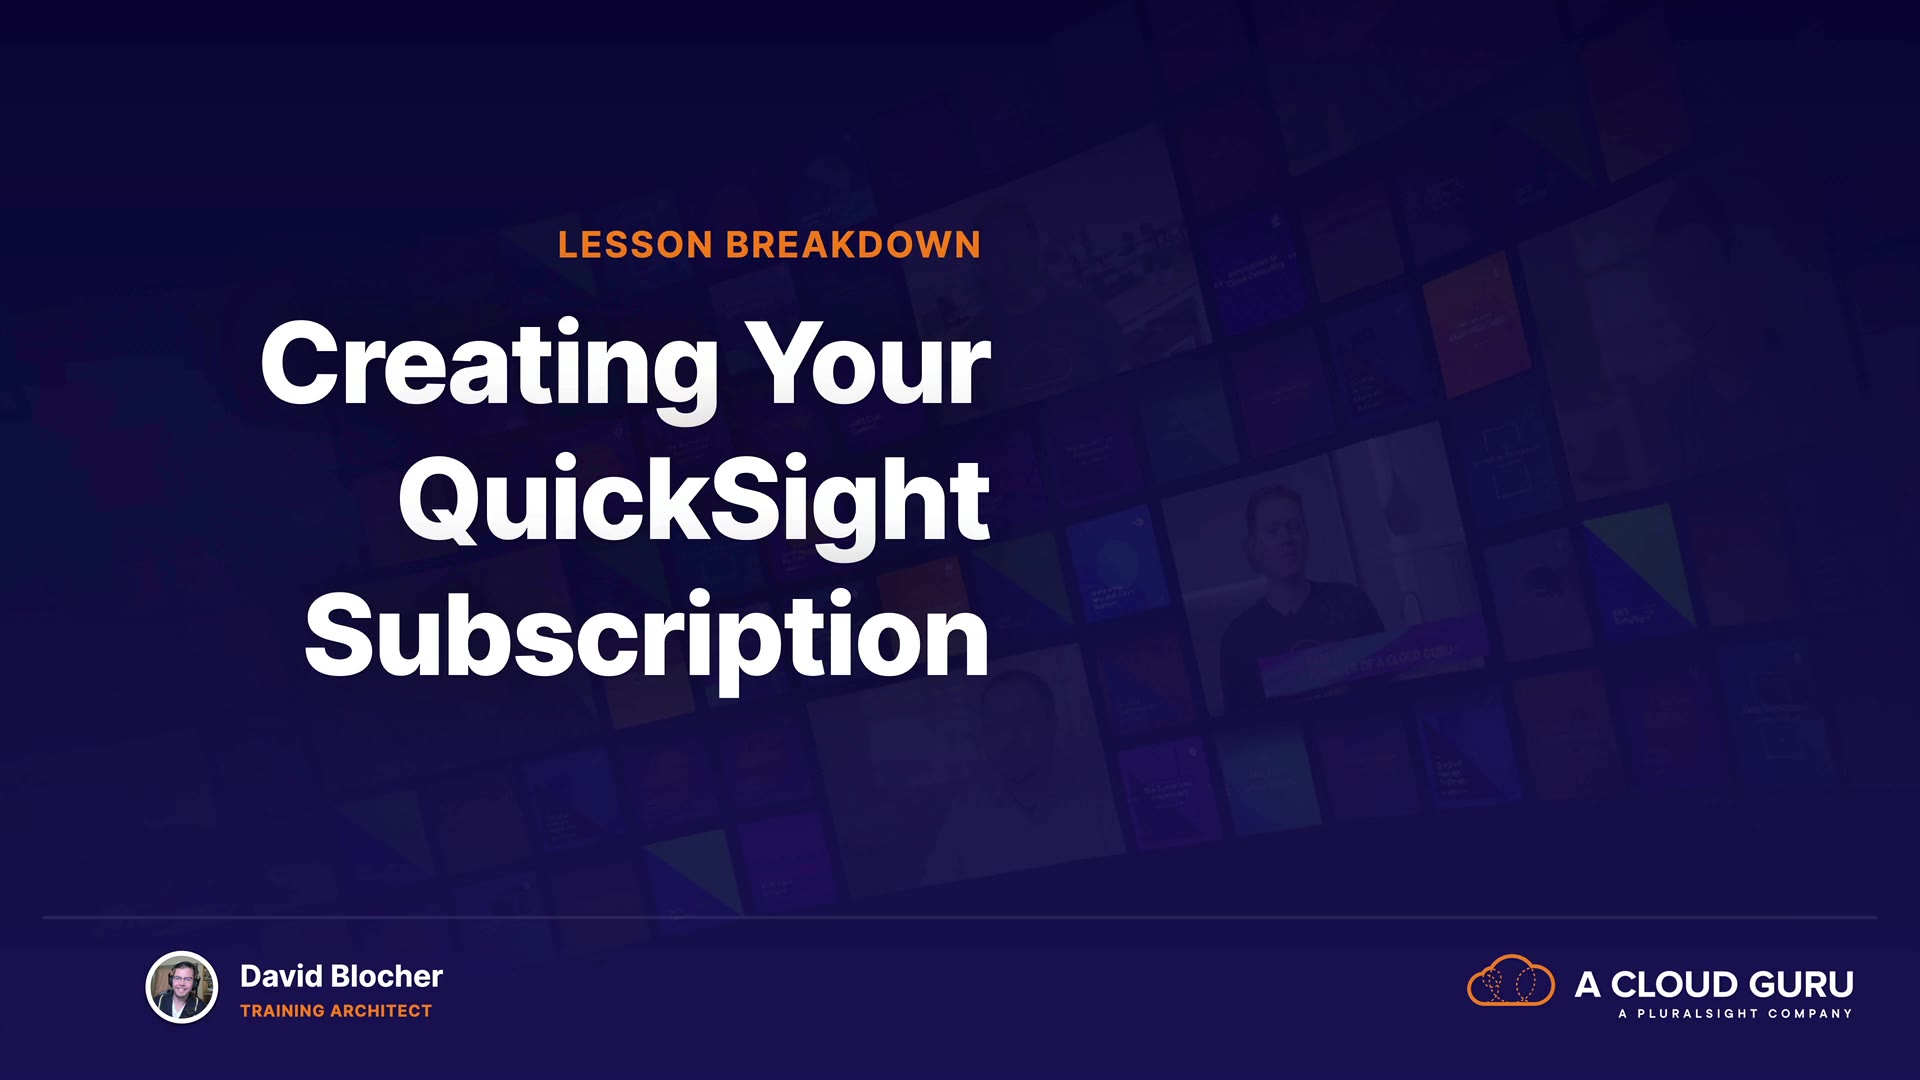 LESSON BREAKDOWN
Creating Your
QuickSight
Subscription
David Blocher
TRAINING ARCHITECT
A CLOUD GURU
A PLURALSIGHT COMPANY